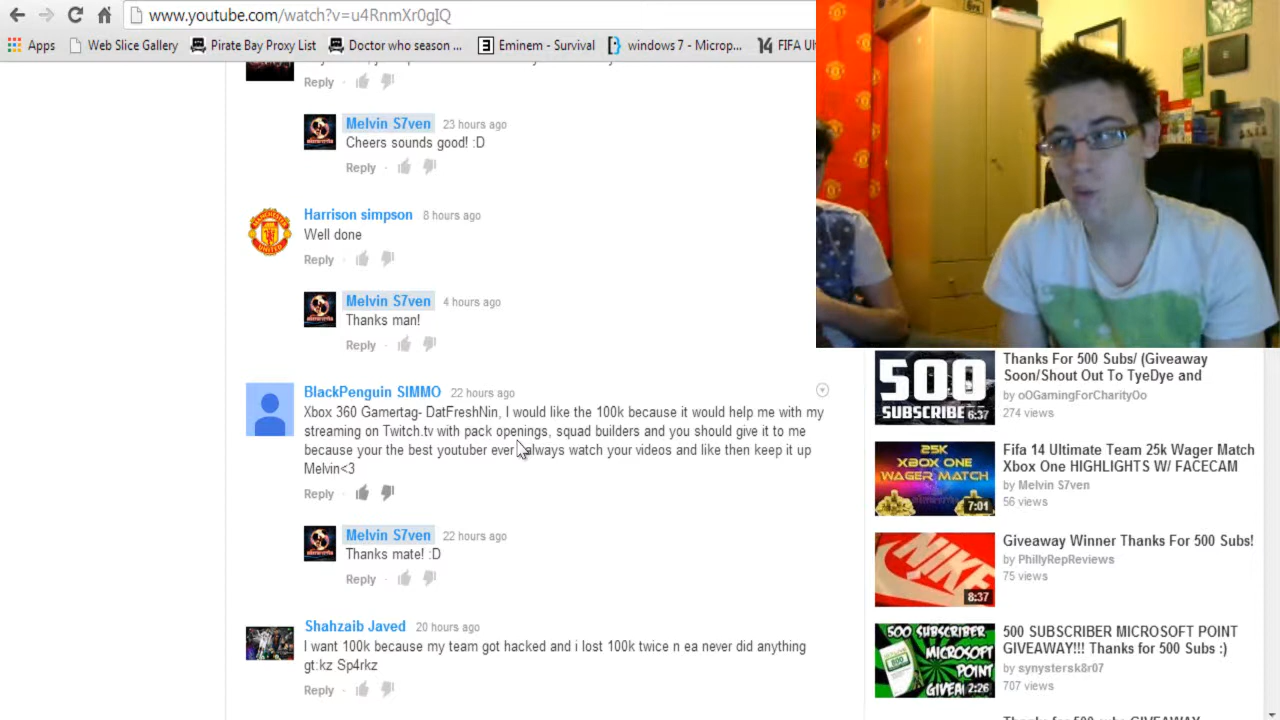 www.youtube.com/watch?v=u4RnmXr0gIQ
Apps Web Slice Gallery Pirate Bay Proxy List Doctor who season ... Eminem - Survival windows 7 - Microp... 14 FIFA Ul
Reply
Melvin S7ven 23 hours ago
Cheers sounds good! :D
Reply
Harrison simpson 8 hours ago
Well done
Reply
Melvin S7ven 4 hours ago
Thanks man!
Reply
BlackPenguin SIMMO 22 hours ago
Xbox 360 Gamertag- DatFreshNin, I would like the 100k because it would help me with my
streaming on Twitch.tv with pack openings, squad builders and you should give it to me
because your the best youtuber ever always watch your videos and like then keep it up
Melvin<3
Reply
Melvin S7ven 22 hours ago
Thanks mate! :D
Reply
Shahzaib Javed 20 hours ago
I want 100k because my team got hacked and i lost 100k twice n ea never did anything
gt:kz Sp4rkz
Reply
MANCHESTER
UNITED
500
SUBSCRIBE
6:37
Thanks For 500 Subs/ (Giveaway
Soon/Shout Out To TyeDye and
by oOGamingForCharityOo
274 views
25K
XBOX ONE
WAGER MATCH
7:01
Fifa 14 Ultimate Team 25k Wager Match
Xbox One HIGHLIGHTS W/ FACECAM
by Melvin S7ven
56 views
NIKE
8:37
Giveaway Winner Thanks For 500 Subs!
by PhillyRepReviews
75 views
500 SUBSCRIBER
MICROSOFT
POINT
GIVEA
2:26
500 SUBSCRIBER MICROSOFT POINT
GIVEAWAY!!! Thanks for 500 Subs :)
by synystersk8r07
707 views